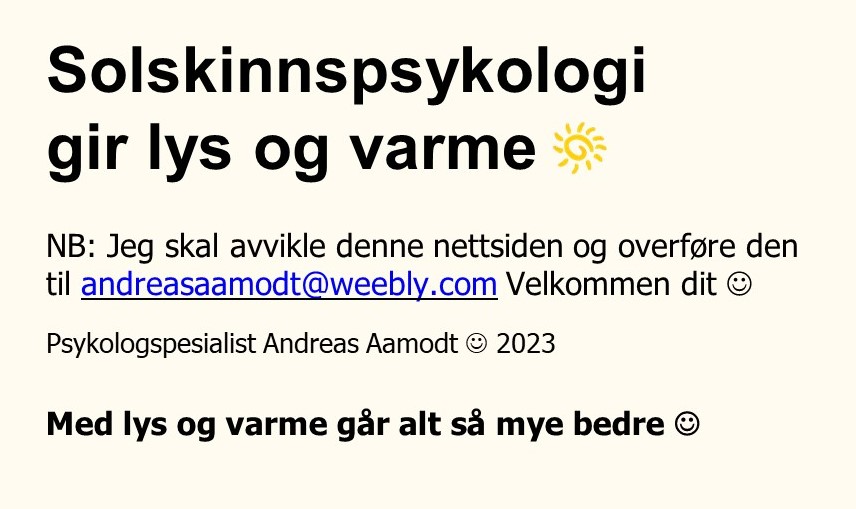 Solskinnspsykologi
gir lys og varme
NB: Jeg skal avvikle denne nettsiden og overføre den
til andreasaamodt@weebly.com Velkommen dit ☺
Psykologspesialist Andreas Aamodt ☺ 2023
Med lys og varme går alt så mye bedre ☺